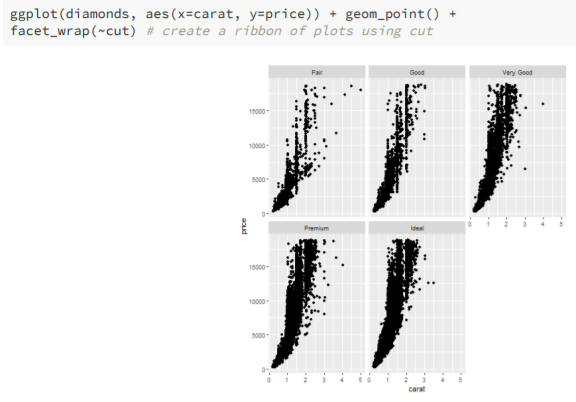 ggplot(diamonds, aes(x=carat, y=price)) + geom_point() +
facet_wrap(~cut) # create a ribbon of plots using cut
Fair Good Very Good
15000
10000
5000
0
0 1 2 3 4 5
Premium Ideal
price
15000
10000
5000
0
0 1 2 3 4 5 0 1 2 3 4 5
carat